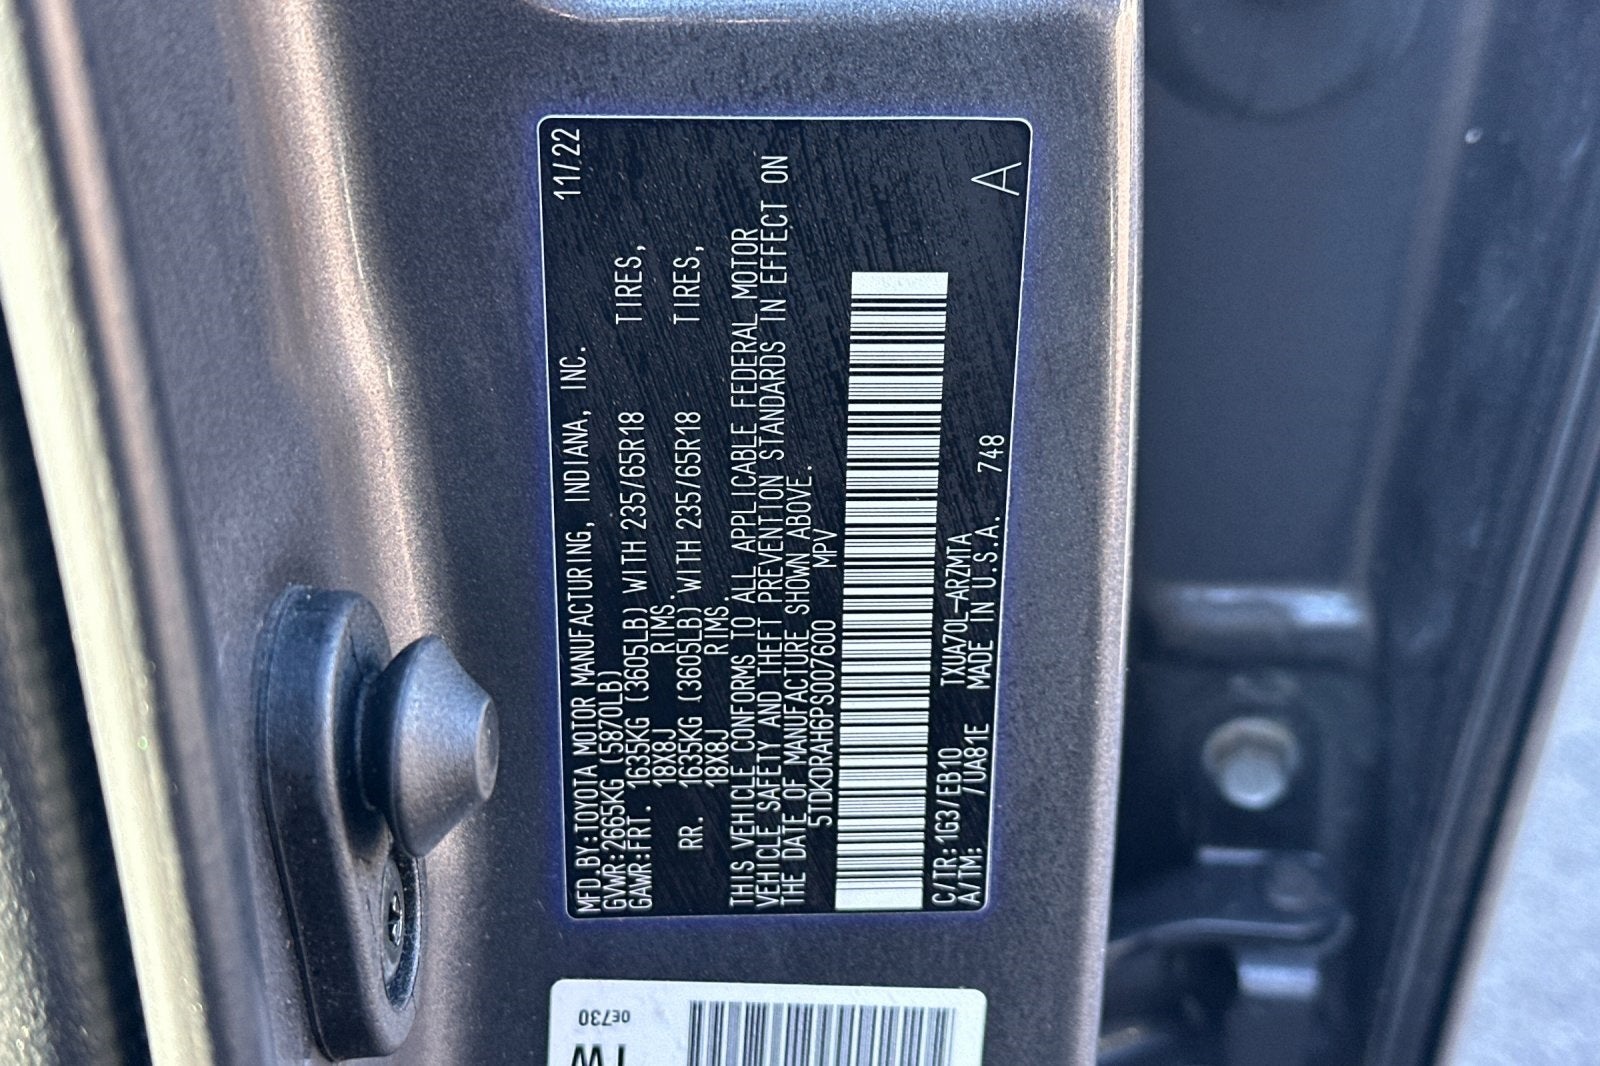 MFD.BY:TOYOTA MOTOR MANUFACTURING, INDIANA, INC. 11/22
GVWR:2665KG (5870LB)
GAWR:FRT. 1635KG (3605LB) WITH 235/65R18 TIRES,
18X8J RIMS.
RR. 1635KG (3605LB) WITH 235/65R18 TIRES,
18X8J RIMS.
THIS VEHICLE CONFORMS TO ALL APPLICABLE FEDERAL MOTOR
VEHICLE SAFETY AND THEFT PREVENTION STANDARDS IN EFFECT ON
THE DATE OF MANUFACTURE SHOWN ABOVE.
5TDKDRAH6PS007600 MPV
C/TR:1G3/EB10 TXUA70L-ARZMTA
A/TM: /UA81E MADE IN U.S.A. 748 A
0E730